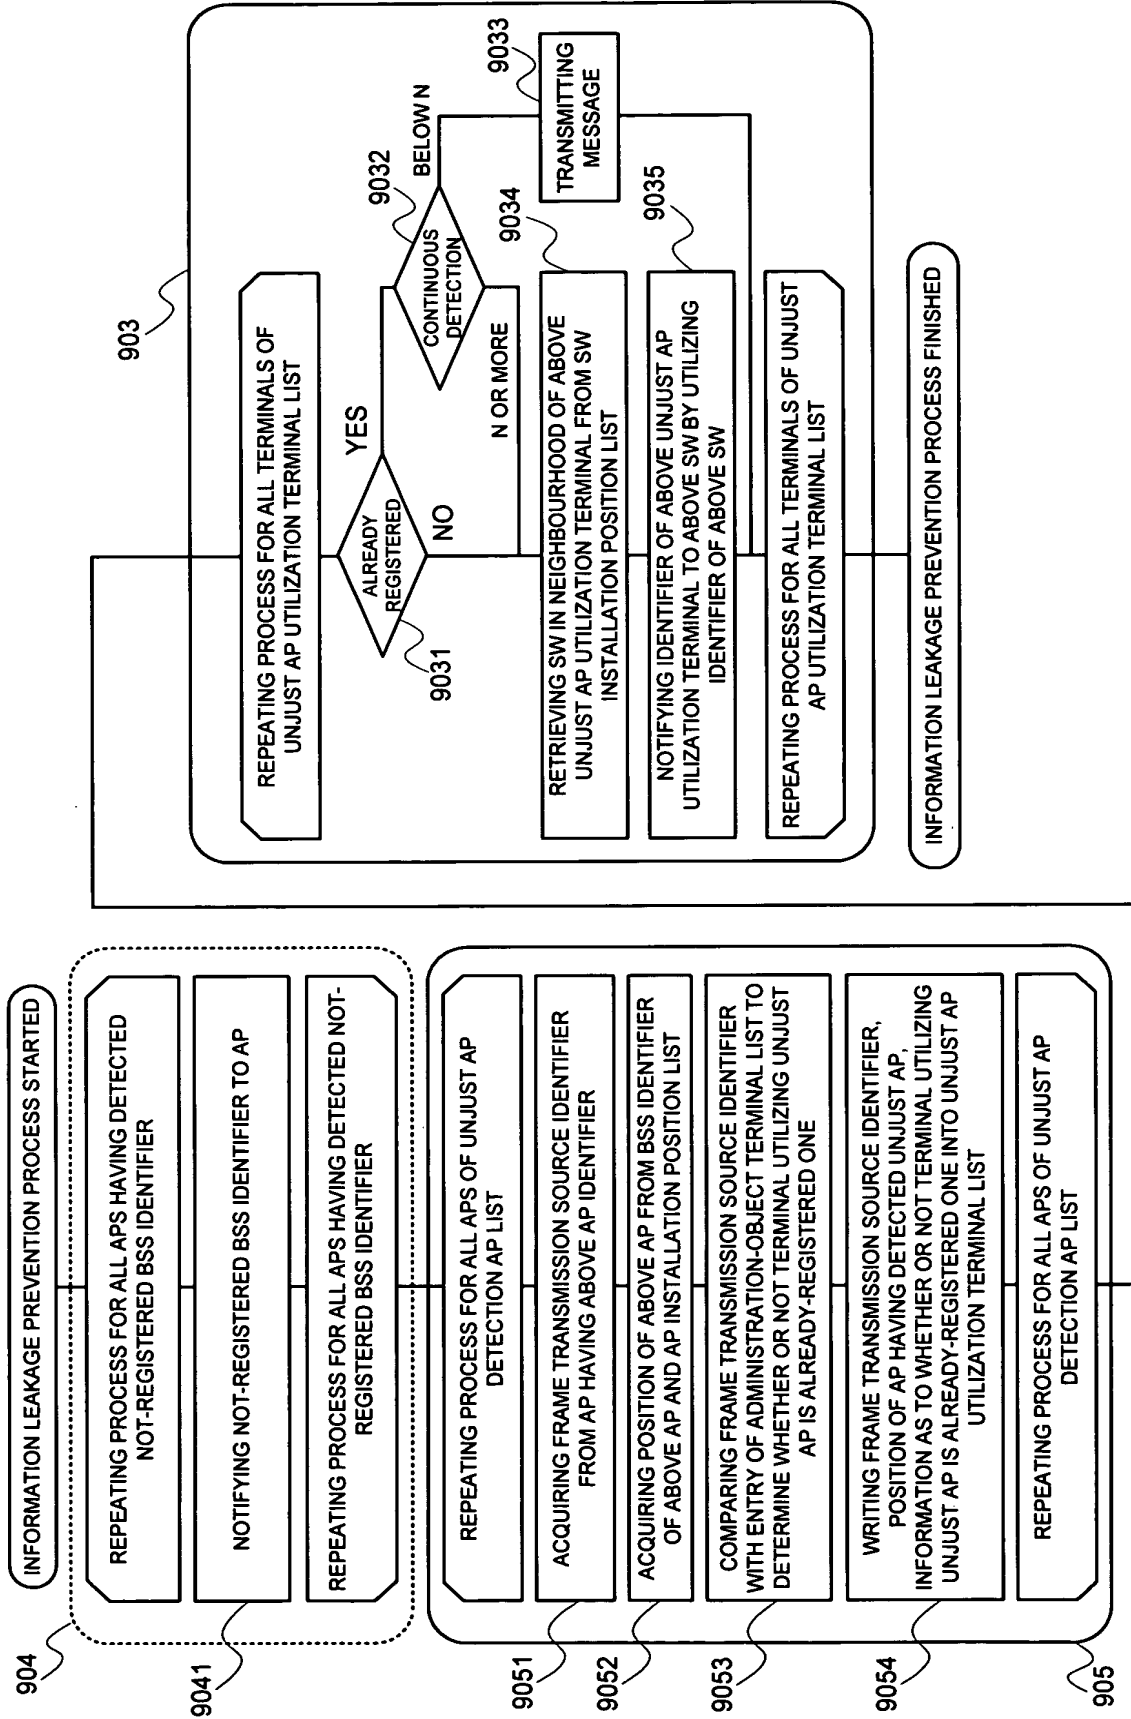 INFORMATION LEAKAGE PREVENTION PROCESS STARTED
904
REPEATING PROCESS FOR ALL APS HAVING DETECTED
NOT-REGISTERED BSS IDENTIFIER
9041
NOTIFYING NOT-REGISTERED BSS IDENTIFIER TO AP
REPEATING PROCESS FOR ALL APS HAVING DETECTED NOT-
REGISTERED BSS IDENTIFIER
REPEATING PROCESS FOR ALL APS OF UNJUST AP
DETECTION AP LIST
9051
ACQUIRING FRAME TRANSMISSION SOURCE IDENTIFIER
FROM AP HAVING ABOVE AP IDENTIFIER
9052
ACQUIRING POSITION OF ABOVE AP FROM BSS IDENTIFIER
OF ABOVE AP AND AP INSTALLATION POSITION LIST
9053
COMPARING FRAME TRANSMISSION SOURCE IDENTIFIER
WITH ENTRY OF ADMINISTRATION-OBJECT TERMINAL LIST TO
DETERMINE WHETHER OR NOT TERMINAL UTILIZING UNJUST
AP IS ALREADY-REGISTERED ONE
9054
WRITING FRAME TRANSMISSION SOURCE IDENTIFIER,
POSITION OF AP HAVING DETECTED UNJUST AP,
INFORMATION AS TO WHETHER OR NOT TERMINAL UTILIZING
UNJUST AP IS ALREADY-REGISTERED ONE INTO UNJUST AP
UTILIZATION TERMINAL LIST
REPEATING PROCESS FOR ALL APS OF UNJUST AP
DETECTION AP LIST
905
903
REPEATING PROCESS FOR ALL TERMINALS OF
UNJUST AP UTILIZATION TERMINAL LIST
ALREADY
REGISTERED
9031
YES
NO
CONTINUOUS
DETECTION
9032
BELOW N
N OR MORE
9033
TRANSMITTING
MESSAGE
9034
RETRIEVING SW IN NEIGHBOURHOOD OF ABOVE
UNJUST AP UTILIZATION TERMINAL FROM SW
INSTALLATION POSITION LIST
9035
NOTIFYING IDENTIFIER OF ABOVE UNJUST AP
UTILIZATION TERMINAL TO ABOVE SW BY UTILIZING
IDENTIFIER OF ABOVE SW
REPEATING PROCESS FOR ALL TERMINALS OF UNJUST
AP UTILIZATION TERMINAL LIST
INFORMATION LEAKAGE PREVENTION PROCESS FINISHED